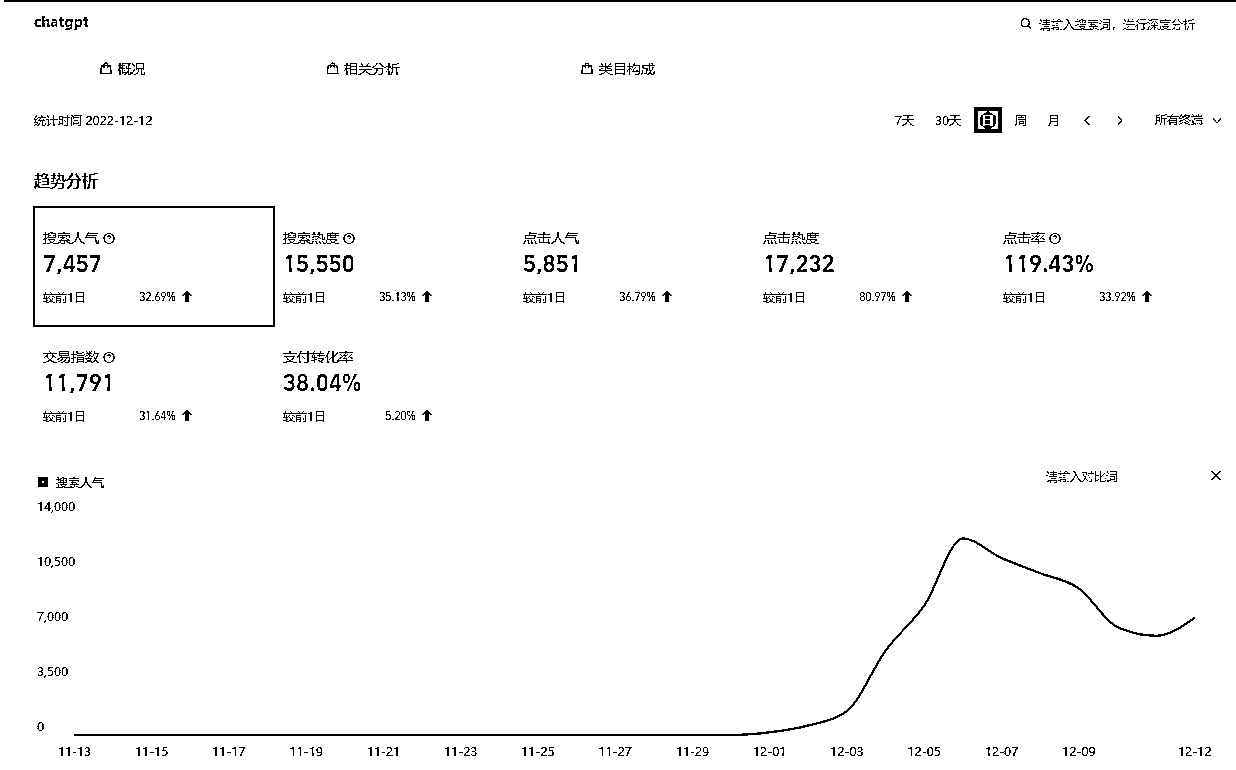 chatgpt
请输入搜索词，进行深度分析
概况 相关分析 类目构成
统计时间 2022-12-12 7天 30天 日 周 月 < > 所有终端
趋势分析
搜索人气 搜索热度 点击人气 点击热度 点击率
7,457 15,550 5,851 17,232 119.43%
较前1日 32.69% 较前1日 35.13% 较前1日 36.79% 较前1日 80.97% 较前1日 33.92%
交易指数 支付转化率
11,791 38.04%
较前1日 31.64% 较前1日 5.20%
搜索人气 请输入对比词
14,000
10,500
7,000
3,500
0
11-13 11-15 11-17 11-19 11-21 11-23 11-25 11-27 11-29 12-01 12-03 12-05 12-07 12-09 12-12